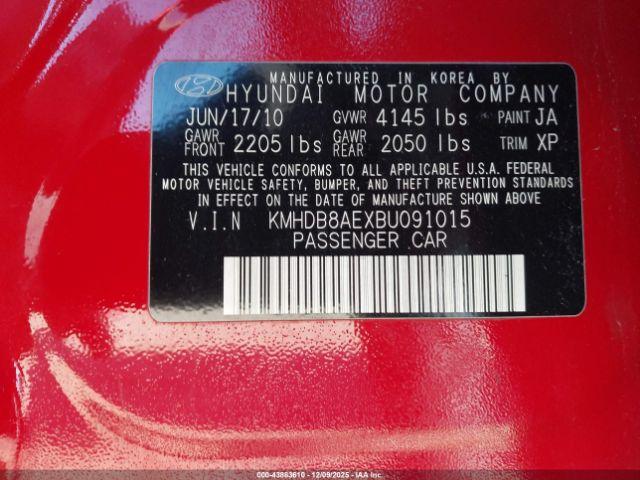 MANUFACTURED IN KOREA BY
HYUNDAI MOTOR COMPANY
JUN/17/10 GVWR 4145 lbs PAINT JA
GAWR FRONT 2205 lbs GAWR REAR 2050 lbs TRIM XP
THIS VEHICLE CONFORMS TO ALL APPLICABLE U.S.A. FEDERAL
MOTOR VEHICLE SAFETY, BUMPER, AND THEFT PREVENTION STANDARDS
IN EFFECT ON THE DATE OF MANUFACTURE SHOWN ABOVE
V.I.N KMHDB8AEXBU091015
PASSENGER CAR
000-43883610 - 12/09/2025 - IAA